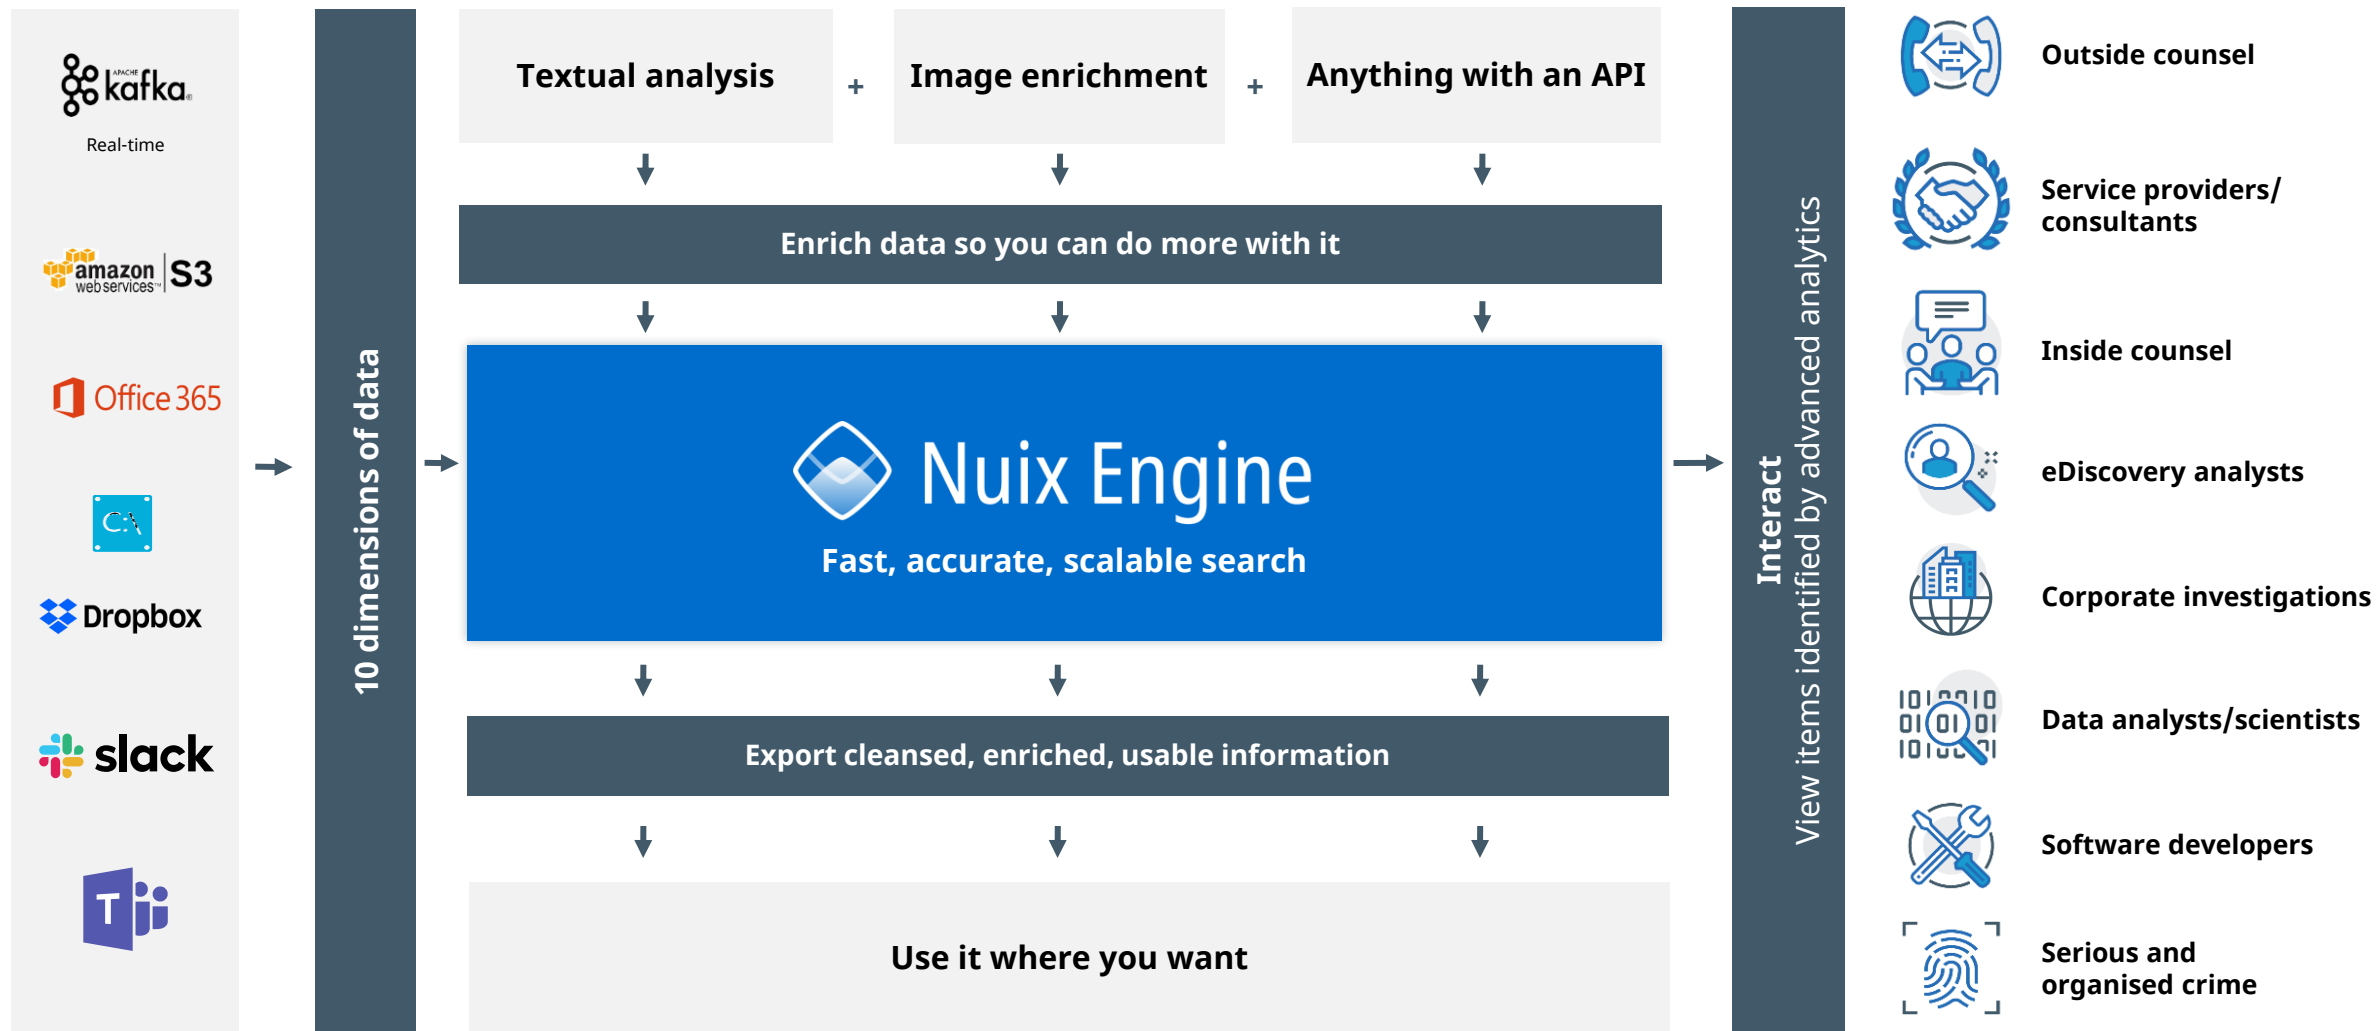 APACHE
kafka®
Real-time
amazon
webservices™
S3
Office 365
C:\
Dropbox
slack
T
10 dimensions of data
Textual analysis
+
Image enrichment
+
Anything with an API
Enrich data so you can do more with it
Nuix Engine
Fast, accurate, scalable search
Export cleansed, enriched, usable information
Use it where you want
Interact
View items identified by advanced analytics
Outside counsel
Service providers/
consultants
Inside counsel
eDiscovery analysts
Corporate investigations
Data analysts/scientists
Software developers
Serious and
organised crime